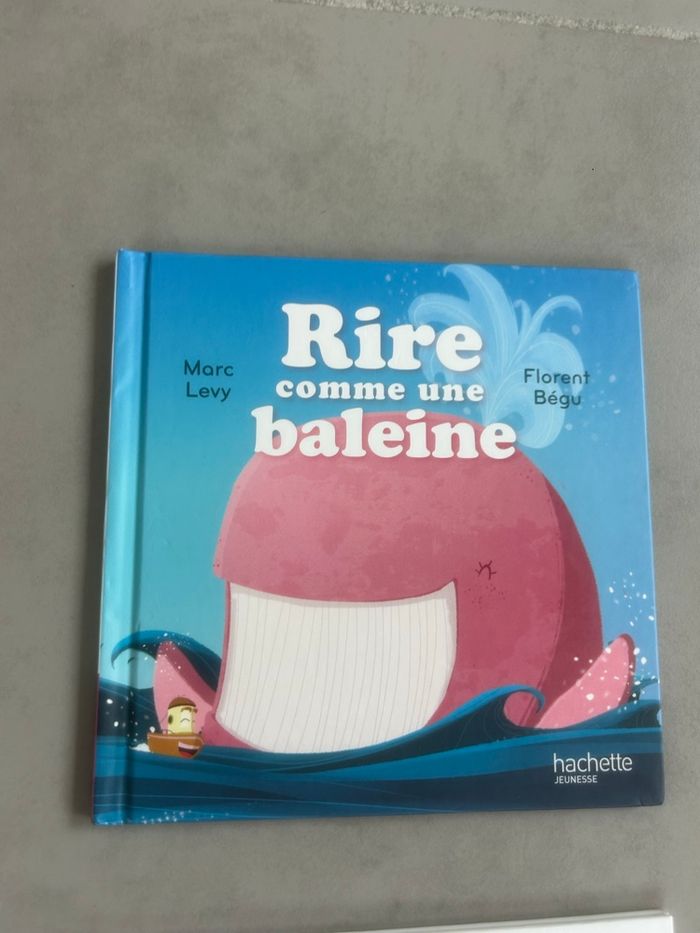 Rire
comme une
baleine
Marc
Levy
Florent
Bégu
hachette
JEUNESSE